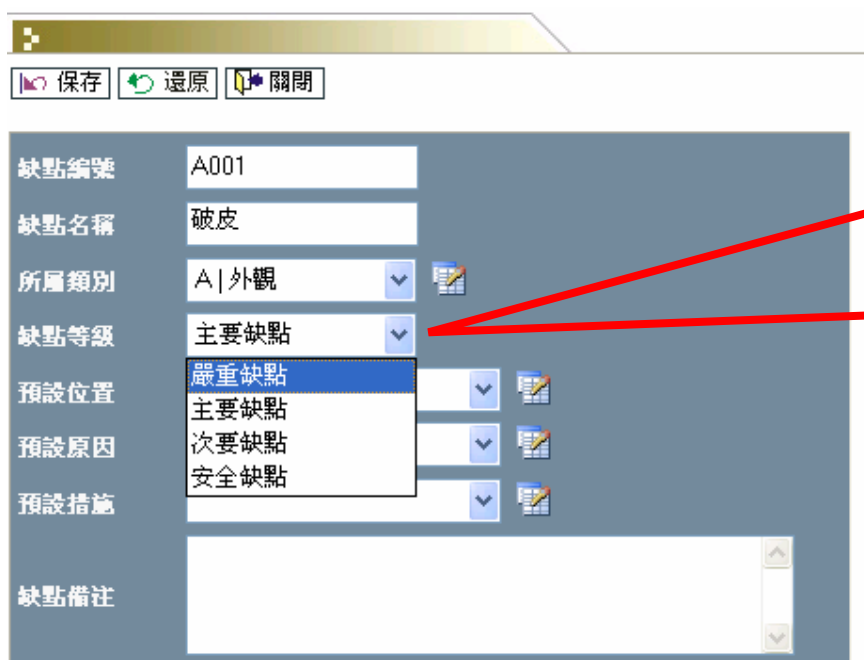 保存 還原 關閉
缺點編號 A001
缺點名稱 破皮
所屬類別 A | 外觀
缺點等級 主要缺點
嚴重缺點
預設位置
主要缺點
預設原因 次要缺點
安全缺點
預設措施
缺點備注